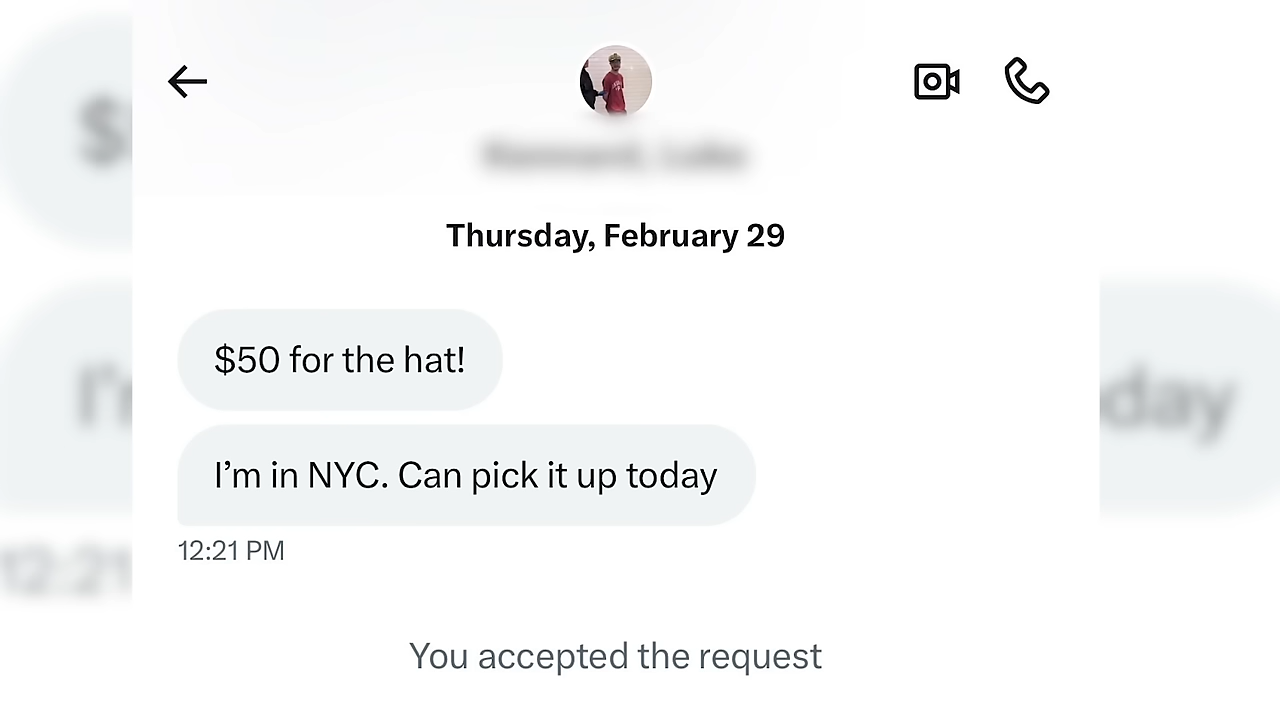 Thursday, February 29
$50 for the hat!
I’m in NYC. Can pick it up today
12:21 PM
You accepted the request